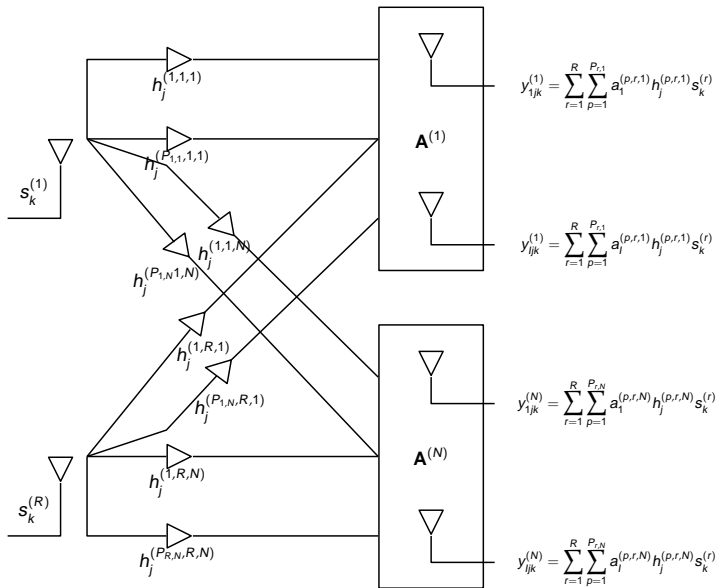 h_j^{(1,1,1)}
y_{1jk}^{(1)} = \sum_{r=1}^{R} \sum_{p=1}^{P_{r,1}} a_1^{(p,r,1)} h_j^{(p,r,1)} s_k^{(r)}
A^{(1)}
h_j^{(P_{1,1},1,1)}
s_k^{(1)}
h_j^{(1,1,N)}
y_{Ijk}^{(1)} = \sum_{r=1}^{R} \sum_{p=1}^{P_{r,1}} a_I^{(p,r,1)} h_j^{(p,r,1)} s_k^{(r)}
h_j^{(P_{1,N}1,N)}
h_j^{(1,R,1)}
h_j^{(P_{1,N},R,1)}
y_{1jk}^{(N)} = \sum_{r=1}^{R} \sum_{p=1}^{P_{r,N}} a_1^{(p,r,N)} h_j^{(p,r,N)} s_k^{(r)}
A^{(N)}
h_j^{(1,R,N)}
s_k^{(R)}
h_j^{(P_{R,N},R,N)}
y_{Ijk}^{(N)} = \sum_{r=1}^{R} \sum_{p=1}^{P_{r,N}} a_I^{(p,r,N)} h_j^{(p,r,N)} s_k^{(r)}